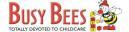 BUSY BEES
TOTALLY DEVOTED TO CHILDCARE